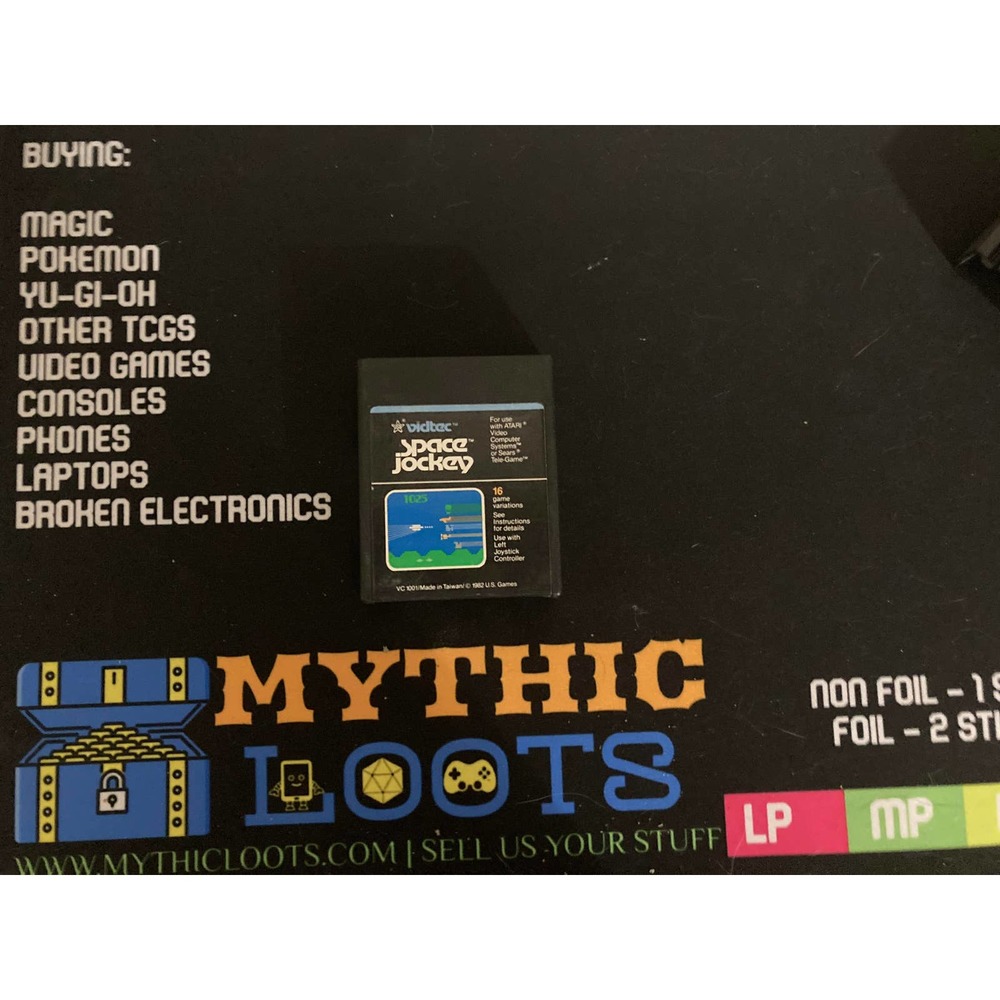 BUYING:
MAGIC
POKEMON
YU-GI-OH
OTHER TCGS
VIDEO GAMES
CONSOLES
PHONES
LAPTOPS
BROKEN ELECTRONICS
vidtec™
space™
jockey
For use
with ATARI®
Video
Computer
Systems™
or Sears®
Tele-Game™
1025
16
game
variations
See
Instructions
for details
Use with
Left
Joystick
Controller
VC 1001/Made in Taiwan/© 1982 U.S. Games
MYTHIC
LOOTS
WWW.MYTHICLOOTS.COM | SELL US YOUR STUFF
NON FOIL - 1
FOIL - 2
LP
MP